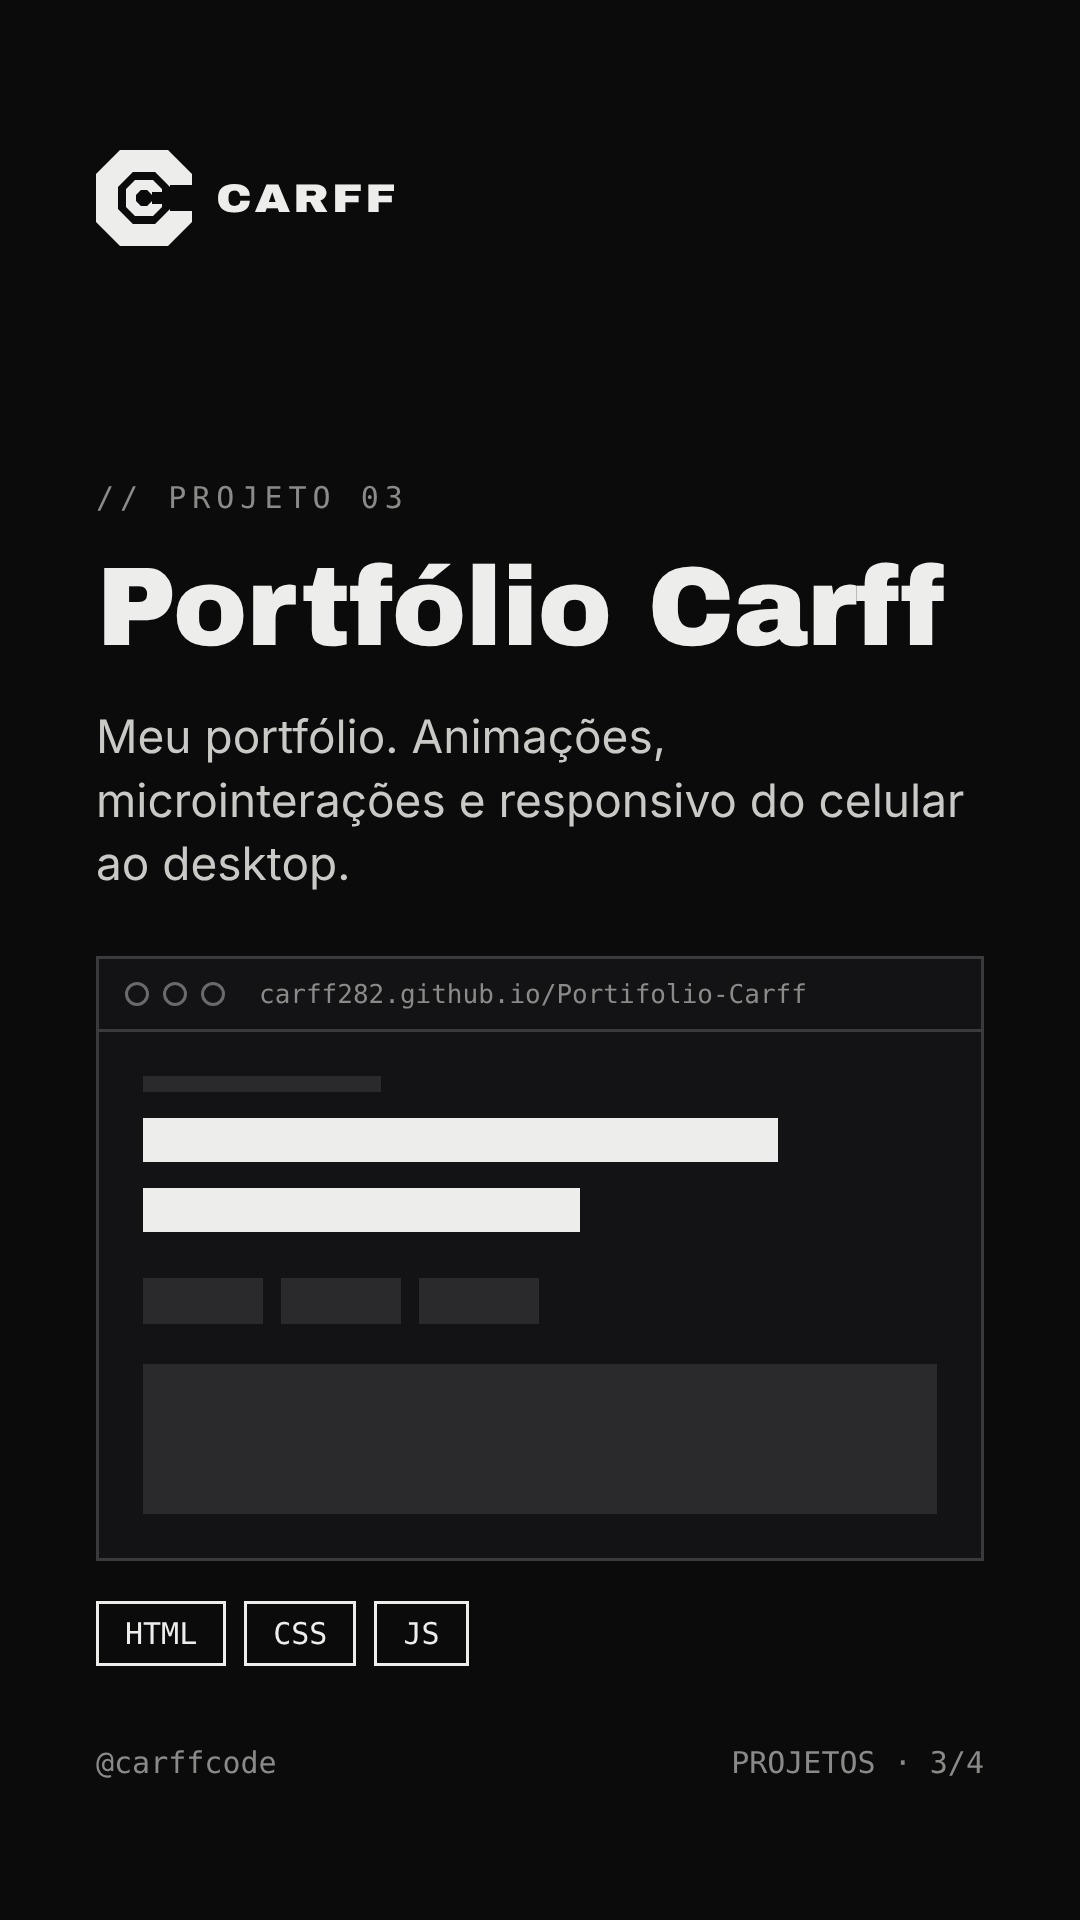 CARFF
// PROJETO 03
Portfólio Carff
Meu portfólio. Animações,
microinterações e responsivo do celular
ao desktop.
carff282.github.io/Portifolio-Carff
HTML CSS JS
@carffcode PROJETOS · 3/4